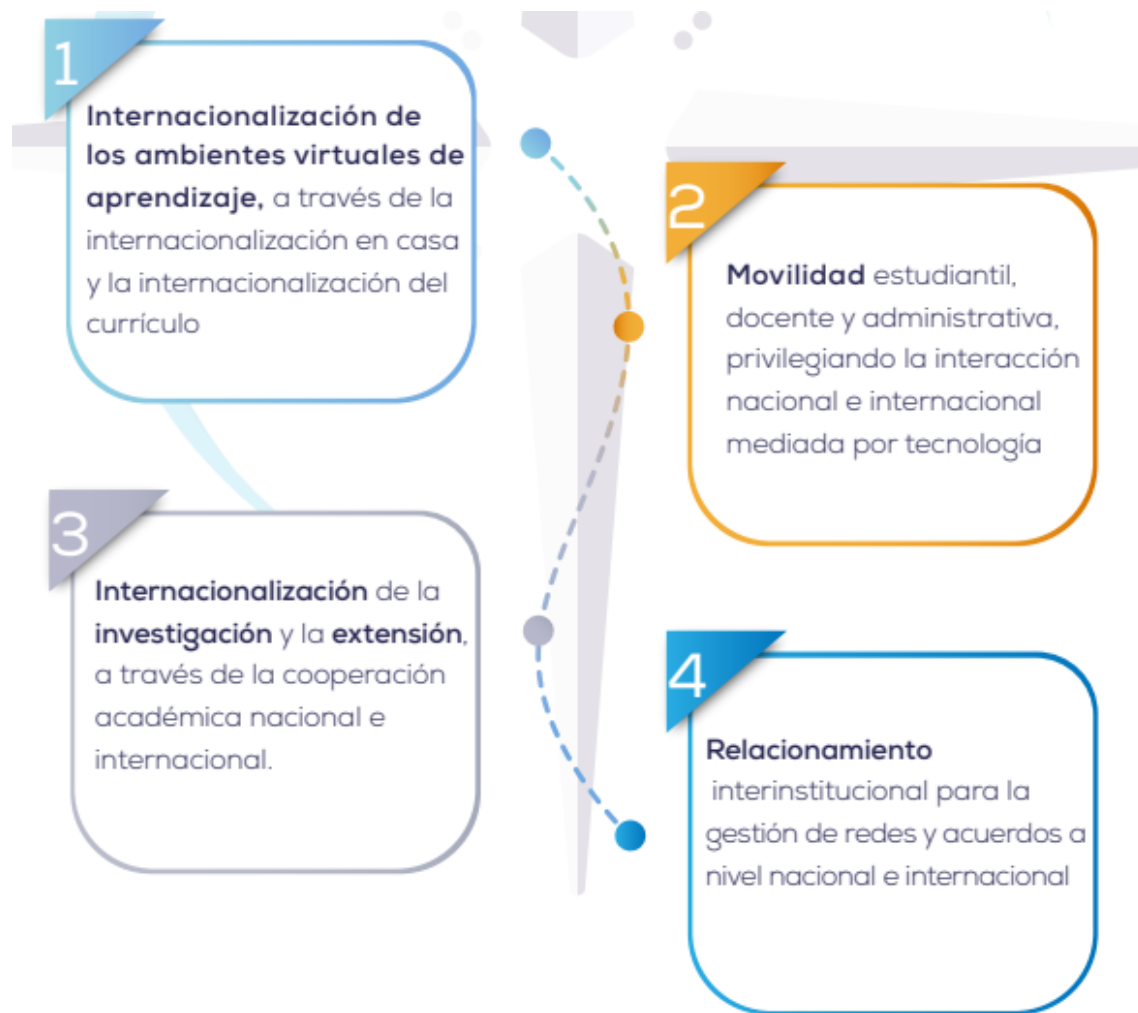 1
Internacionalización de
los ambientes virtuales de
aprendizaje, a través de la
internacionalización en casa
y la internacionalización del
currículo
2
Movilidad estudiantil,
docente y administrativa,
privilegiando la interacción
nacional e internacional
mediada por tecnología
3
Internacionalización de la
investigación y la extensión,
a través de la cooperación
académica nacional e
internacional.
4
Relacionamiento
interinstitucional para la
gestión de redes y acuerdos a
nivel nacional e internacional